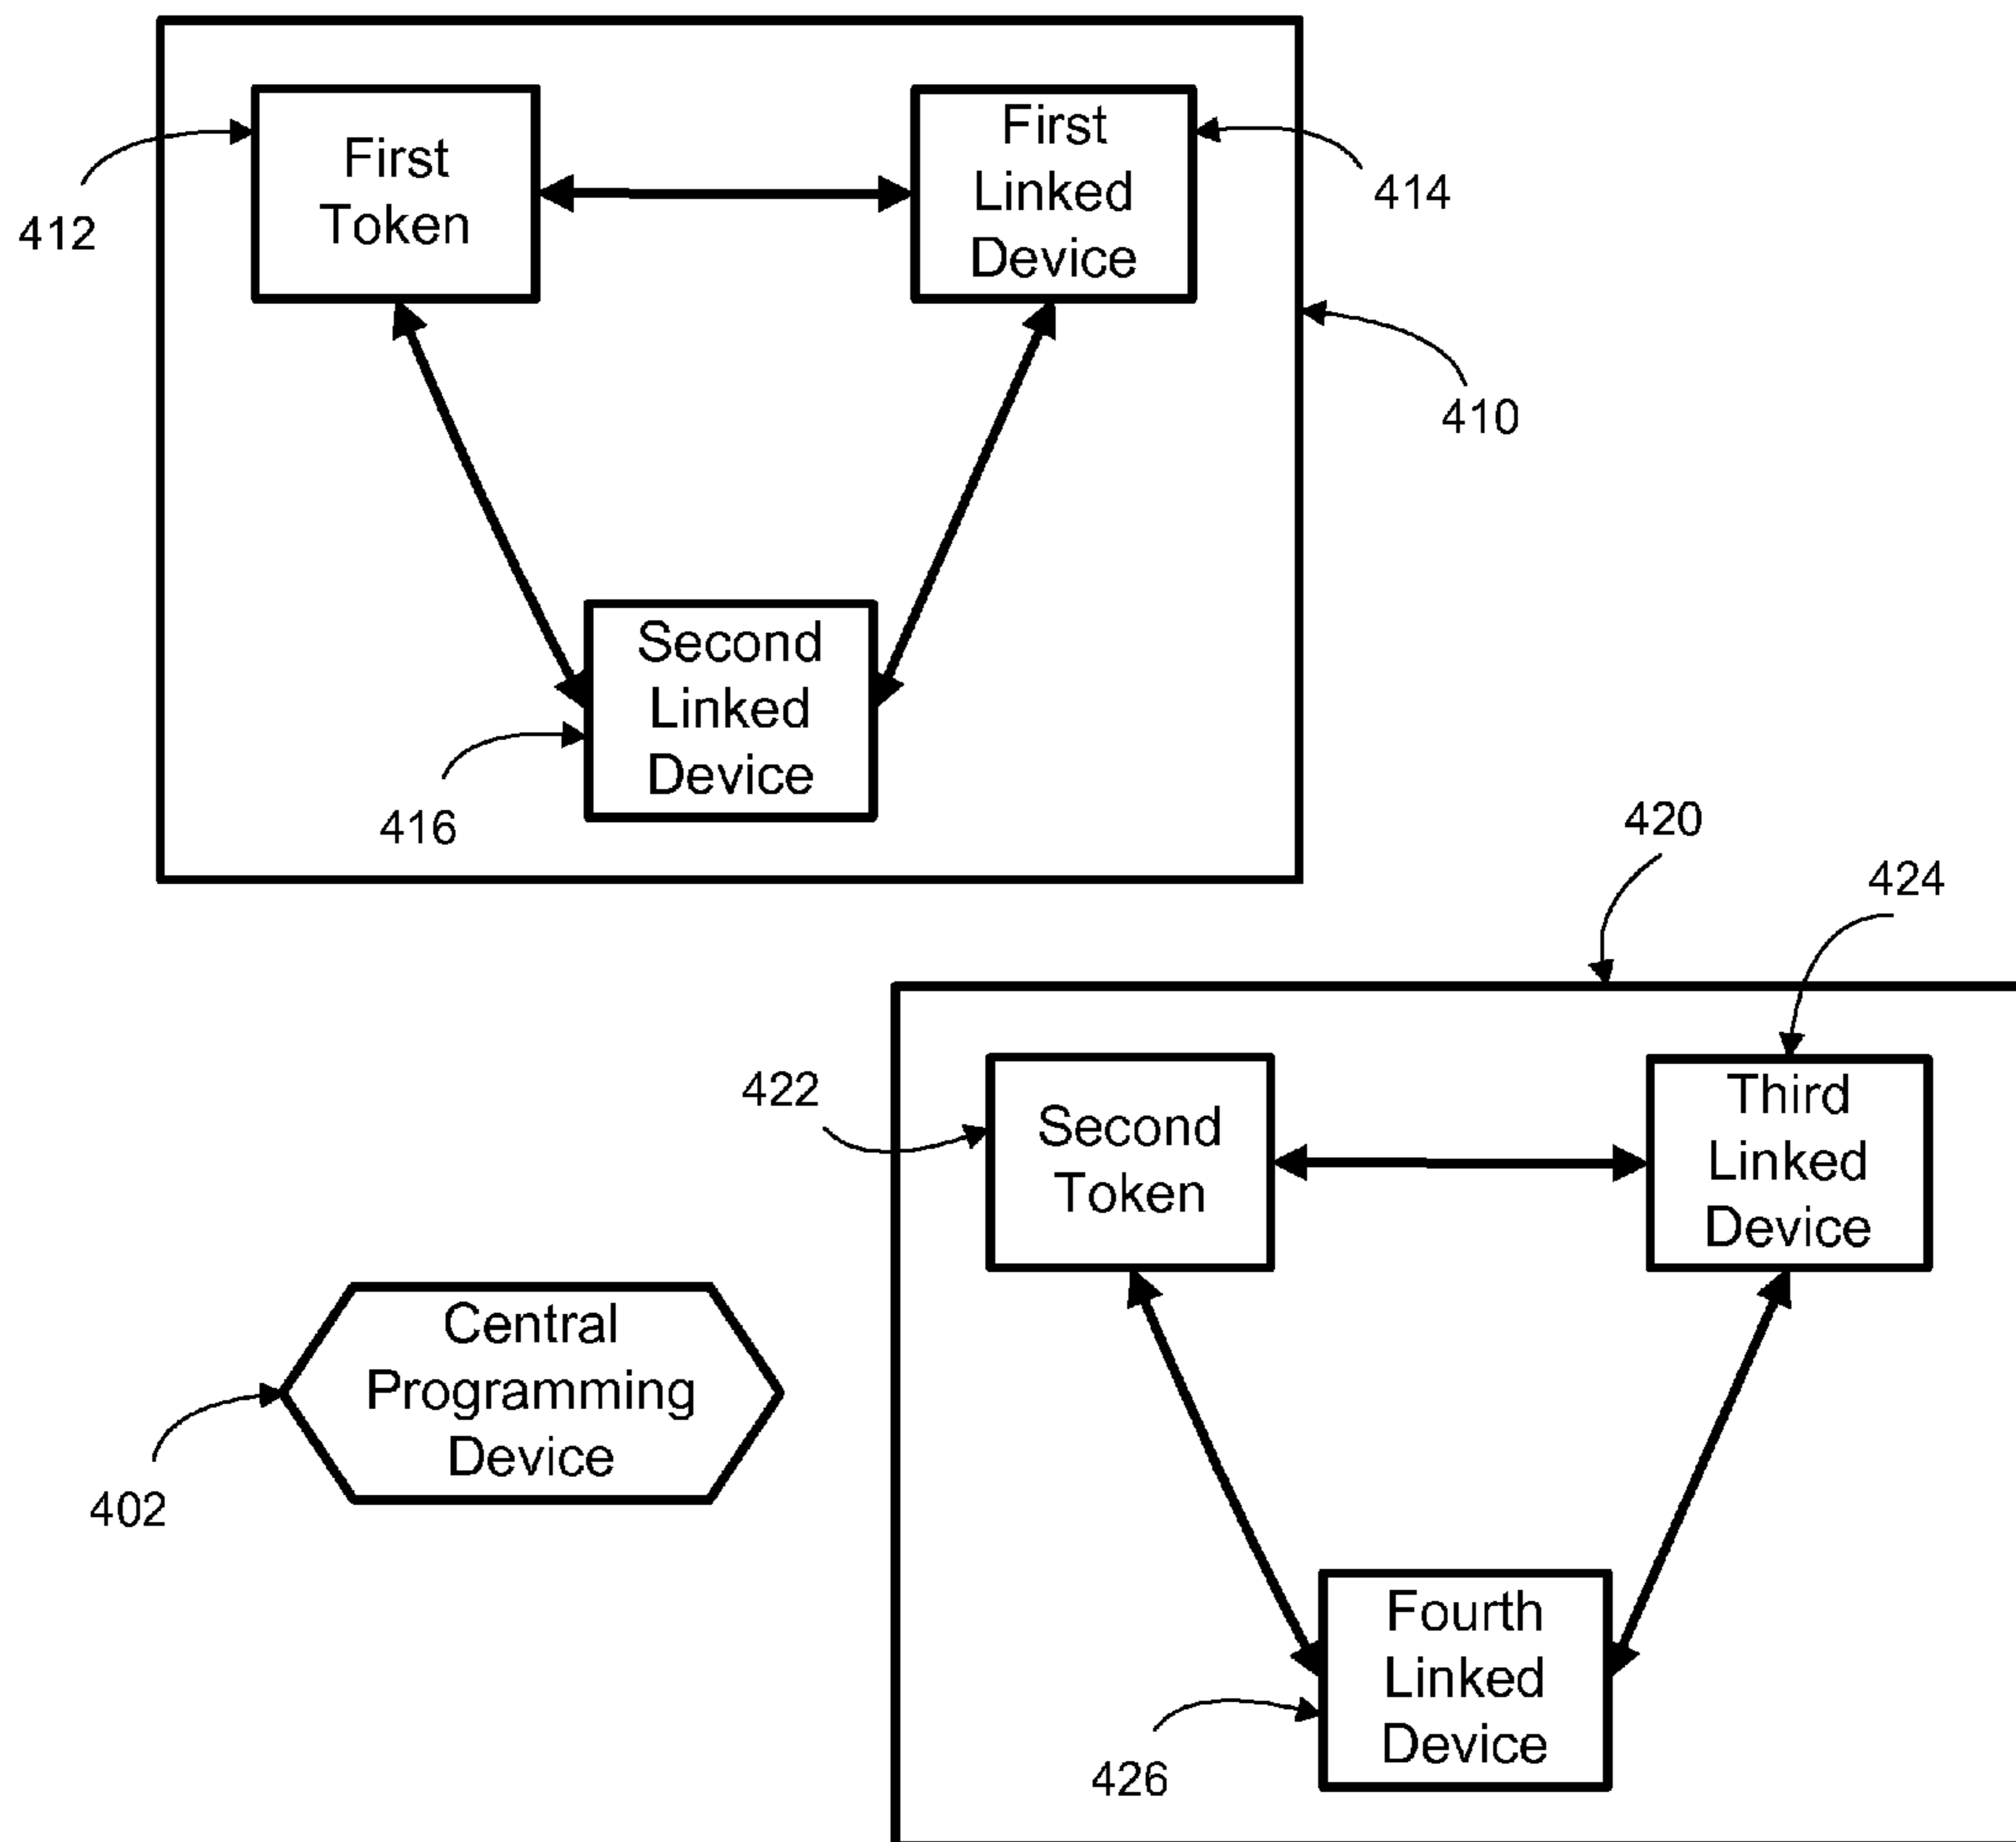 First
Token
First
Linked
Device
412
414
410
Second
Linked
Device
416
420
424
422
Second
Token
Third
Linked
Device
Central
Programming
Device
402
Fourth
Linked
Device
426